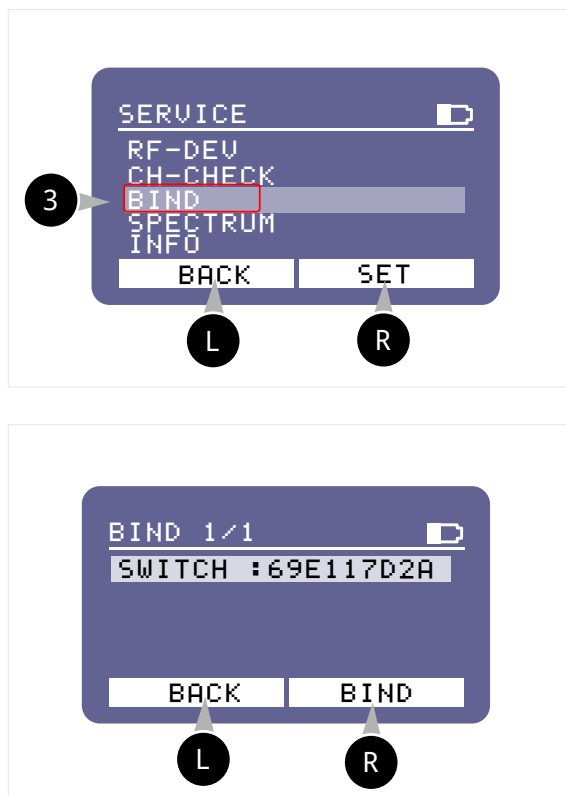 SERVICE
RF-DEV
CH-CHECK
3
BIND
SPECTRUM
INFO
BACK SET
L R
BIND 1/1
SWITCH :69E117D2A
BACK BIND
L R